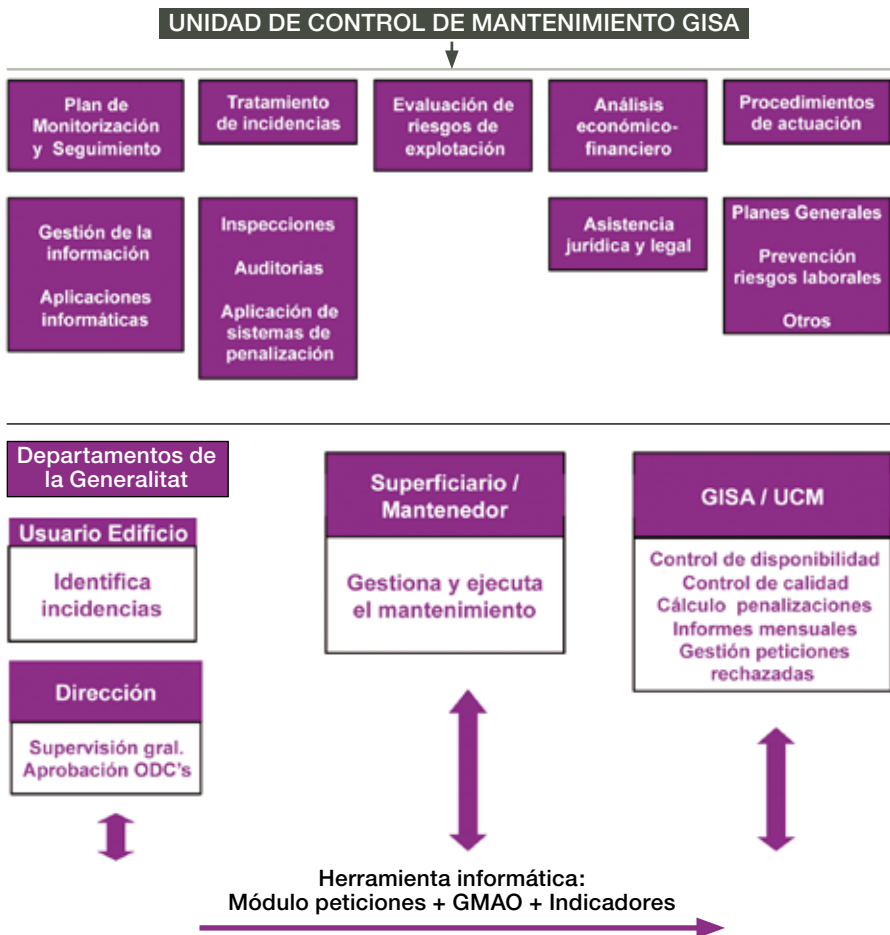 UNIDAD DE CONTROL DE MANTENIMIENTO GISA
Plan de
Monitorización
y Seguimiento
Tratamiento
de incidencias
Evaluación de
riesgos de
explotación
Análisis
económico-
financiero
Procedimientos
de actuación
Gestión de la
información
Aplicaciones
informáticas
Inspecciones
Auditorias
Aplicación de
sistemas de
penalización
Asistencia
jurídica y legal
Planes Generales
Prevención
riesgos laborales
Otros
Departamentos de
la Generalitat
Usuario Edificio
Identifica
incidencias
Dirección
Supervisión gral.
Aprobación ODC's
Superficiario /
Mantenedor
Gestiona y ejecuta
el mantenimiento
GISA / UCM
Control de disponibilidad
Control de calidad
Cálculo penalizaciones
Informes mensuales
Gestión peticiones
rechazadas
Herramienta informática:
Módulo peticiones + GMAO + Indicadores